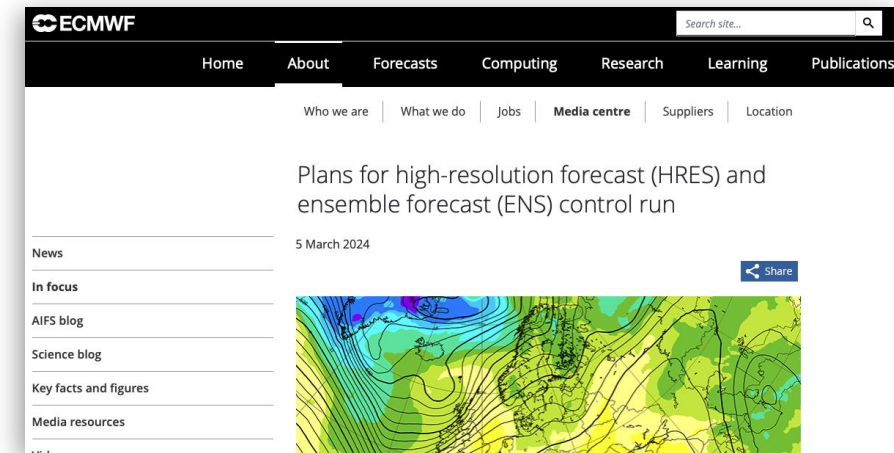 ECMWF
Search site...
Home About Forecasts Computing Research Learning Publications
Who we are What we do Jobs Media centre Suppliers Location
Plans for high-resolution forecast (HRES) and
ensemble forecast (ENS) control run
5 March 2024
Share
News
In focus
AIFS blog
Science blog
Key facts and figures
Media resources